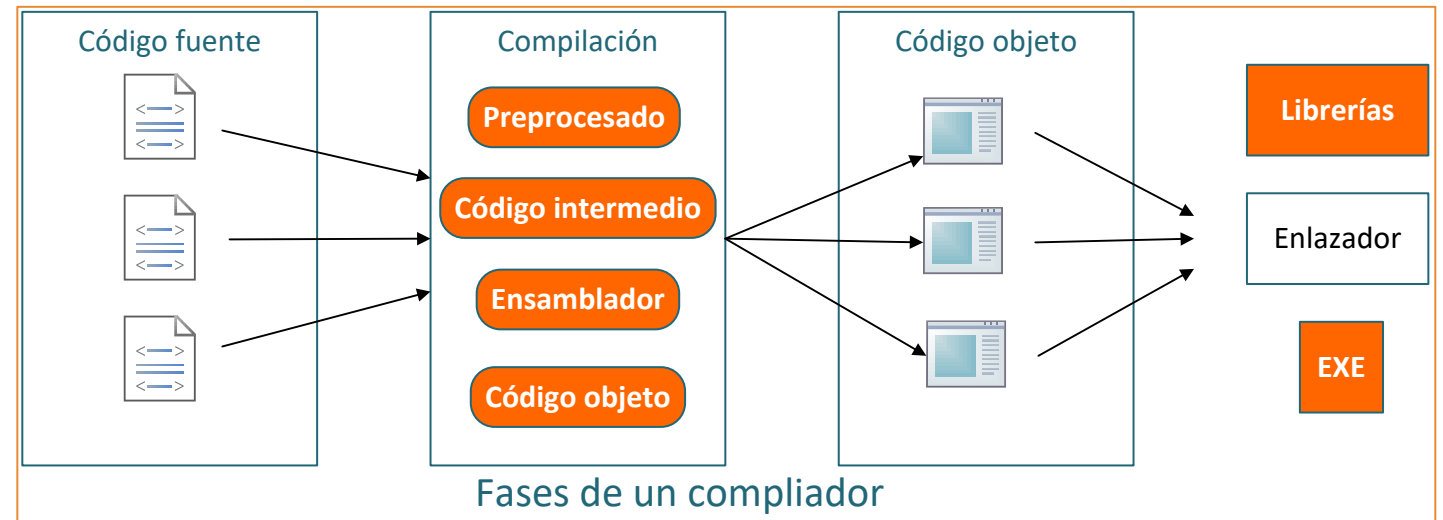 Código fuente
Compilación
Preprocesado
Código intermedio
Ensamblador
Código objeto
Código objeto
Librerías
Enlazador
EXE
Fases de un compliador